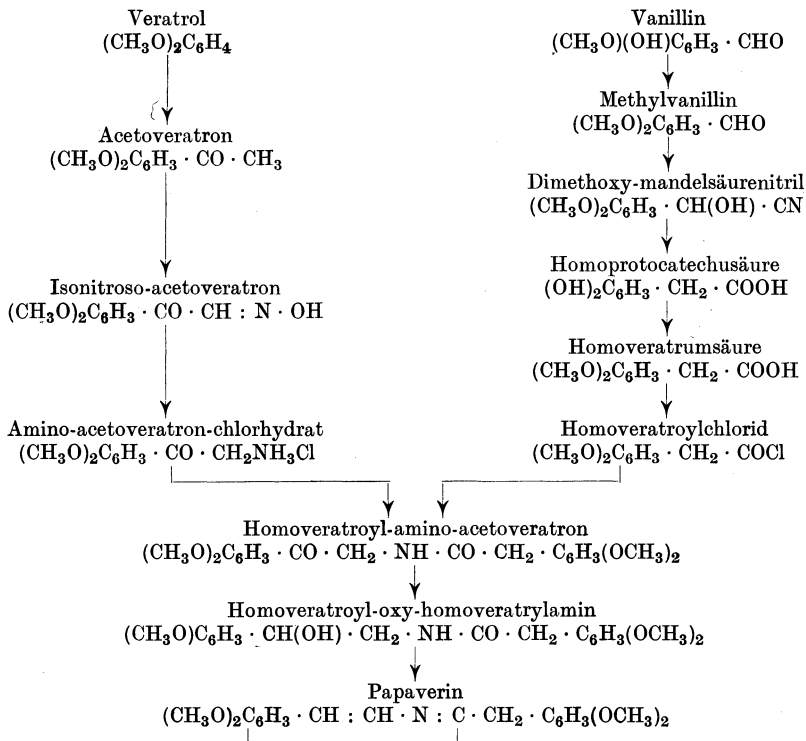 Veratrol
(CH₃O)₂C₆H₄
Acetoveratron
(CH₃O)₂C₆H₃ · CO · CH₃
Isonitroso-acetoveratron
(CH₃O)₂C₆H₃ · CO · CH : N · OH
Amino-acetoveratron-chlorhydrat
(CH₃O)₂C₆H₃ · CO · CH₂NH₃Cl
Vanillin
(CH₃O)(OH)C₆H₃ · CHO
Methylvanillin
(CH₃O)₂C₆H₃ · CHO
Dimethoxy-mandelsäurenitril
(CH₃O)₂C₆H₃ · CH(OH) · CN
Homoprotocatechusäure
(OH)₂C₆H₃ · CH₂ · COOH
Homoveratrumsäure
(CH₃O)₂C₆H₃ · CH₂ · COOH
Homoveratroylchlorid
(CH₃O)₂C₆H₃ · CH₂ · COCl
Homoveratroyl-amino-acetoveratron
(CH₃O)₂C₆H₃ · CO · CH₂ · NH · CO · CH₂ · C₆H₃(OCH₃)₂
Homoveratroyl-oxy-homoveratrylamin
(CH₃O)C₆H₃ · CH(OH) · CH₂ · NH · CO · CH₂ · C₆H₃(OCH₃)₂
Papaverin
(CH₃O)₂C₆H₃ · CH : CH · N : C · CH₂ · C₆H₃(OCH₃)₂